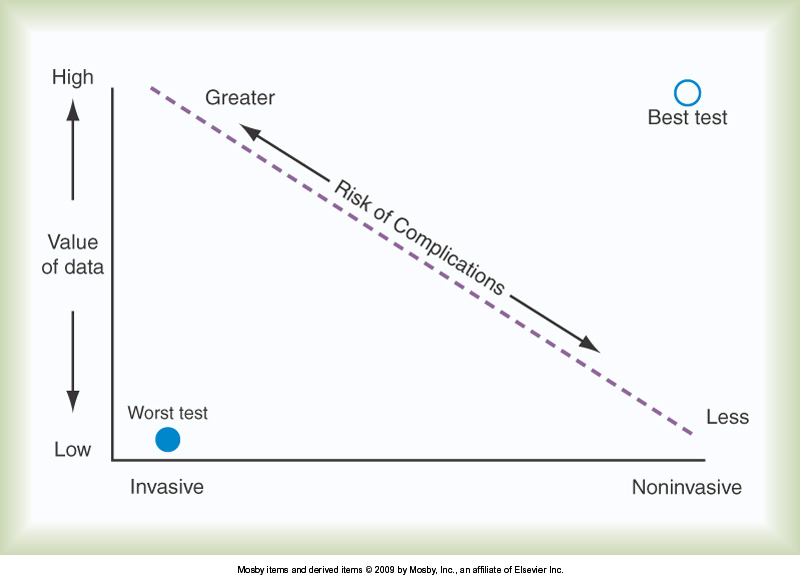 High
Greater
Best test
Risk of Complications
Value
of data
Worst test
Less
Low
Invasive
Noninvasive
Mosby items and derived items © 2009 by Mosby, Inc., an affiliate of Elsevier Inc.